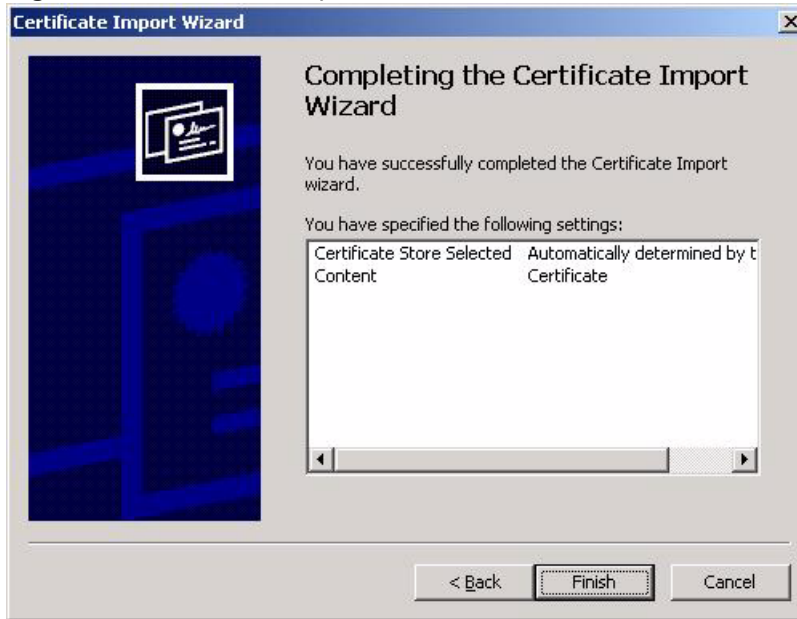 Certificate Import Wizard
Completing the Certificate Import
Wizard
You have successfully completed the Certificate Import
wizard.
You have specified the following settings:
Certificate Store Selected Automatically determined by t
Content Certificate
< Back Finish Cancel